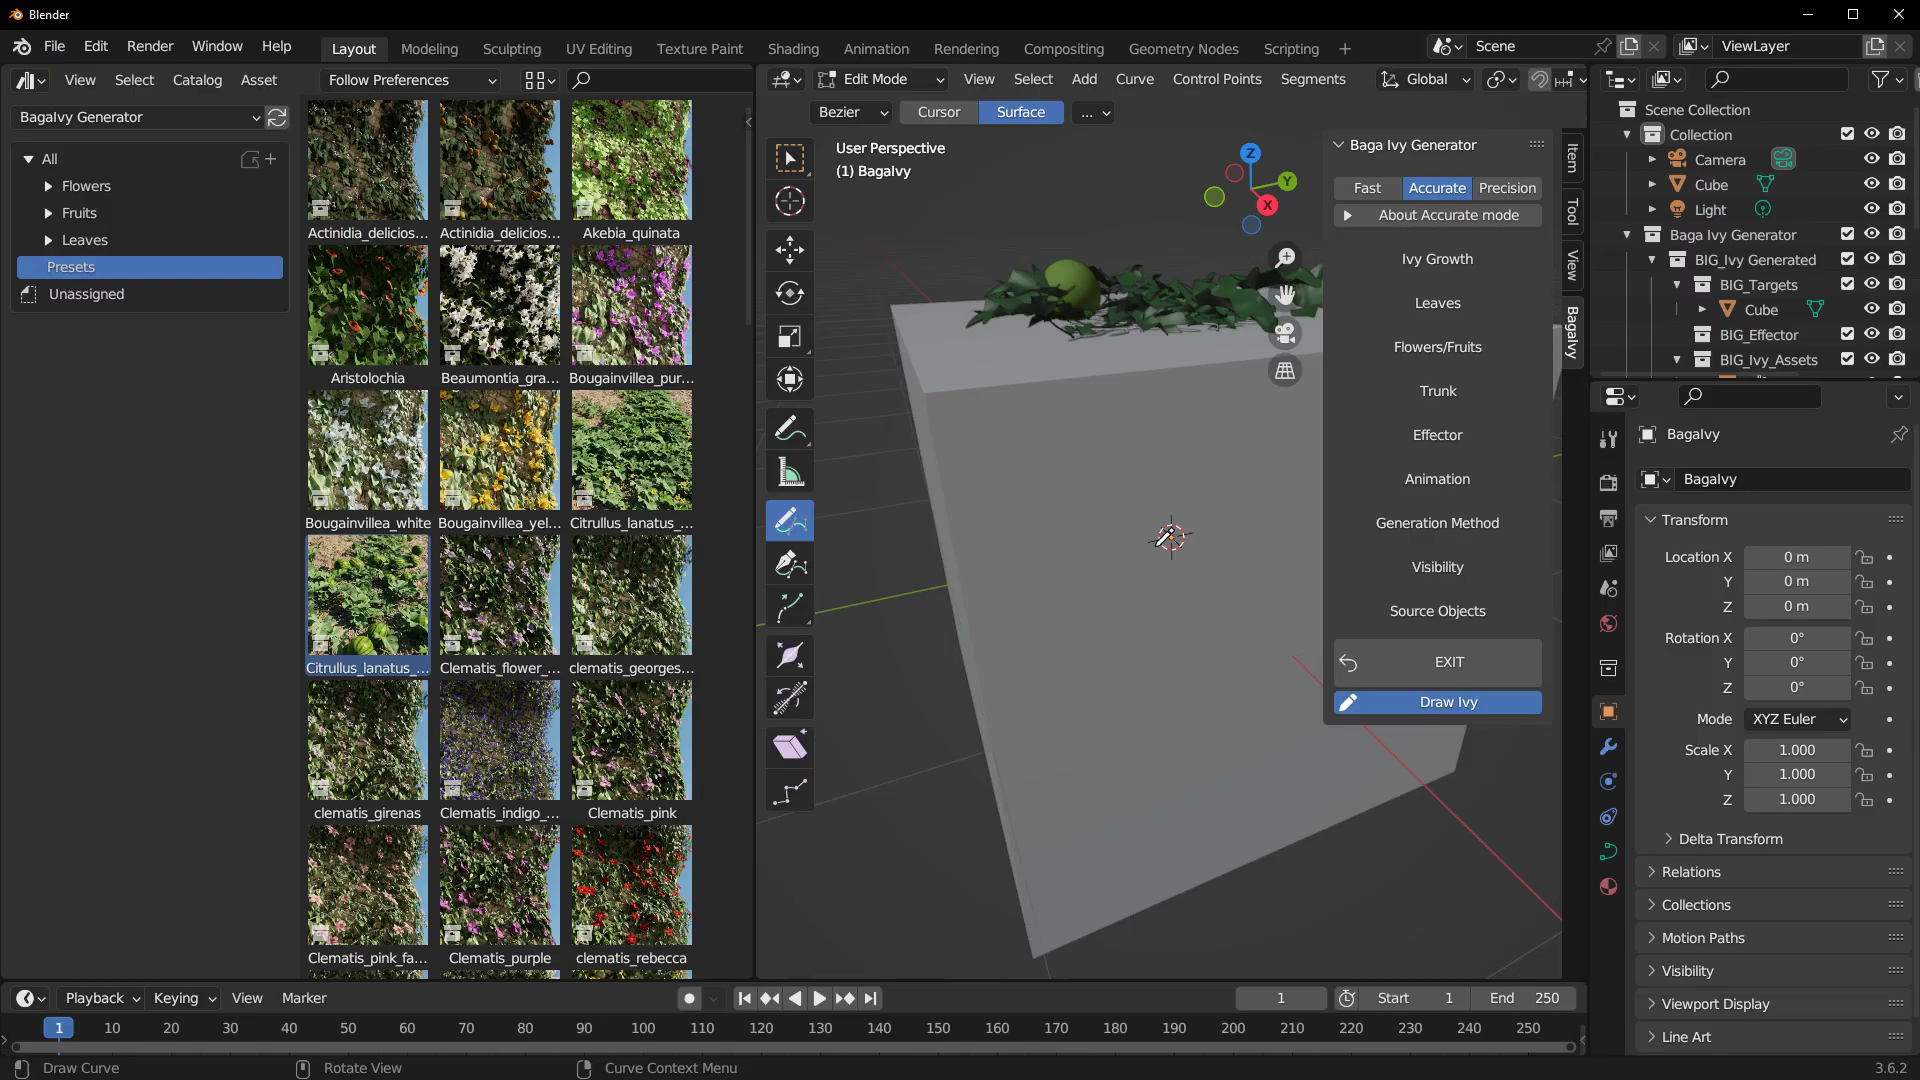 Blender
File Edit Render Window Help
Layout Modeling Sculpting UV Editing Texture Paint Shading Animation Rendering Compositing Geometry Nodes Scripting +
Scene
ViewLayer
View Select Catalog Asset
Follow Preferences
Edit Mode
View Select Add Curve Control Points Segments
Global
BagaIvy Generator
All
Flowers
Fruits
Leaves
Presets
Unassigned
Actinidia_delicios... Actinidia_delicios... Akebia_quinata
Aristolochia Beaumontia_gra... Bougainvillea_pur...
Bougainvillea_white Bougainvillea_yel... Citrullus_lanatus_...
Citrullus_lanatus_... Clematis_flower_... clematis_georges...
clematis_girenas Clematis_indigo_... Clematis_pink
Clematis_pink_fa... Clematis_purple clematis_rebecca
Bezier
Cursor
Surface
...
User Perspective
(1) BagaIvy
Z
Y
X
Baga Ivy Generator
Fast Accurate Precision
About Accurate mode
Ivy Growth
Leaves
Flowers/Fruits
Trunk
Effector
Animation
Generation Method
Visibility
Source Objects
EXIT
Draw Ivy
Item
Tool
View
BagaIvy
Scene Collection
Collection
Camera
Cube
Light
Baga Ivy Generator
BIG_Ivy Generated
BIG_Targets
Cube
BIG_Effector
BIG_Ivy_Assets
BagaIvy
BagaIvy
Transform
Location X 0 m
Y 0 m
Z 0 m
Rotation X 0°
Y 0°
Z 0°
Mode XYZ Euler
Scale X 1.000
Y 1.000
Z 1.000
Delta Transform
Relations
Collections
Motion Paths
Visibility
Viewport Display
Line Art
Playback Keying View Marker
1
Start 1
End 250
1 10 20 30 40 50 60 70 80 90 100 110 120 130 140 150 160 170 180 190 200 210 220 230 240 250
Draw Curve
Rotate View
Curve Context Menu
3.6.2